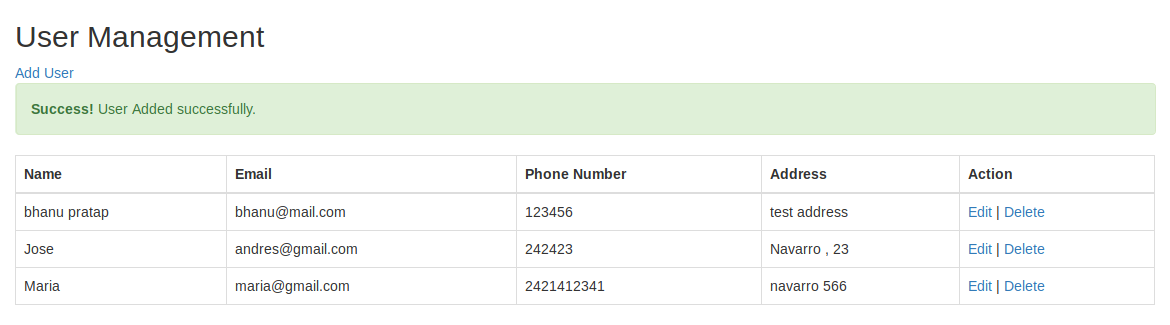 User Management
Add User
Success! User Added successfully.
Name Email Phone Number Address Action
bhanu pratap bhanu@mail.com 123456 test address Edit | Delete
Jose andres@gmail.com 242423 Navarro , 23 Edit | Delete
Maria maria@gmail.com 2421412341 navarro 566 Edit | Delete